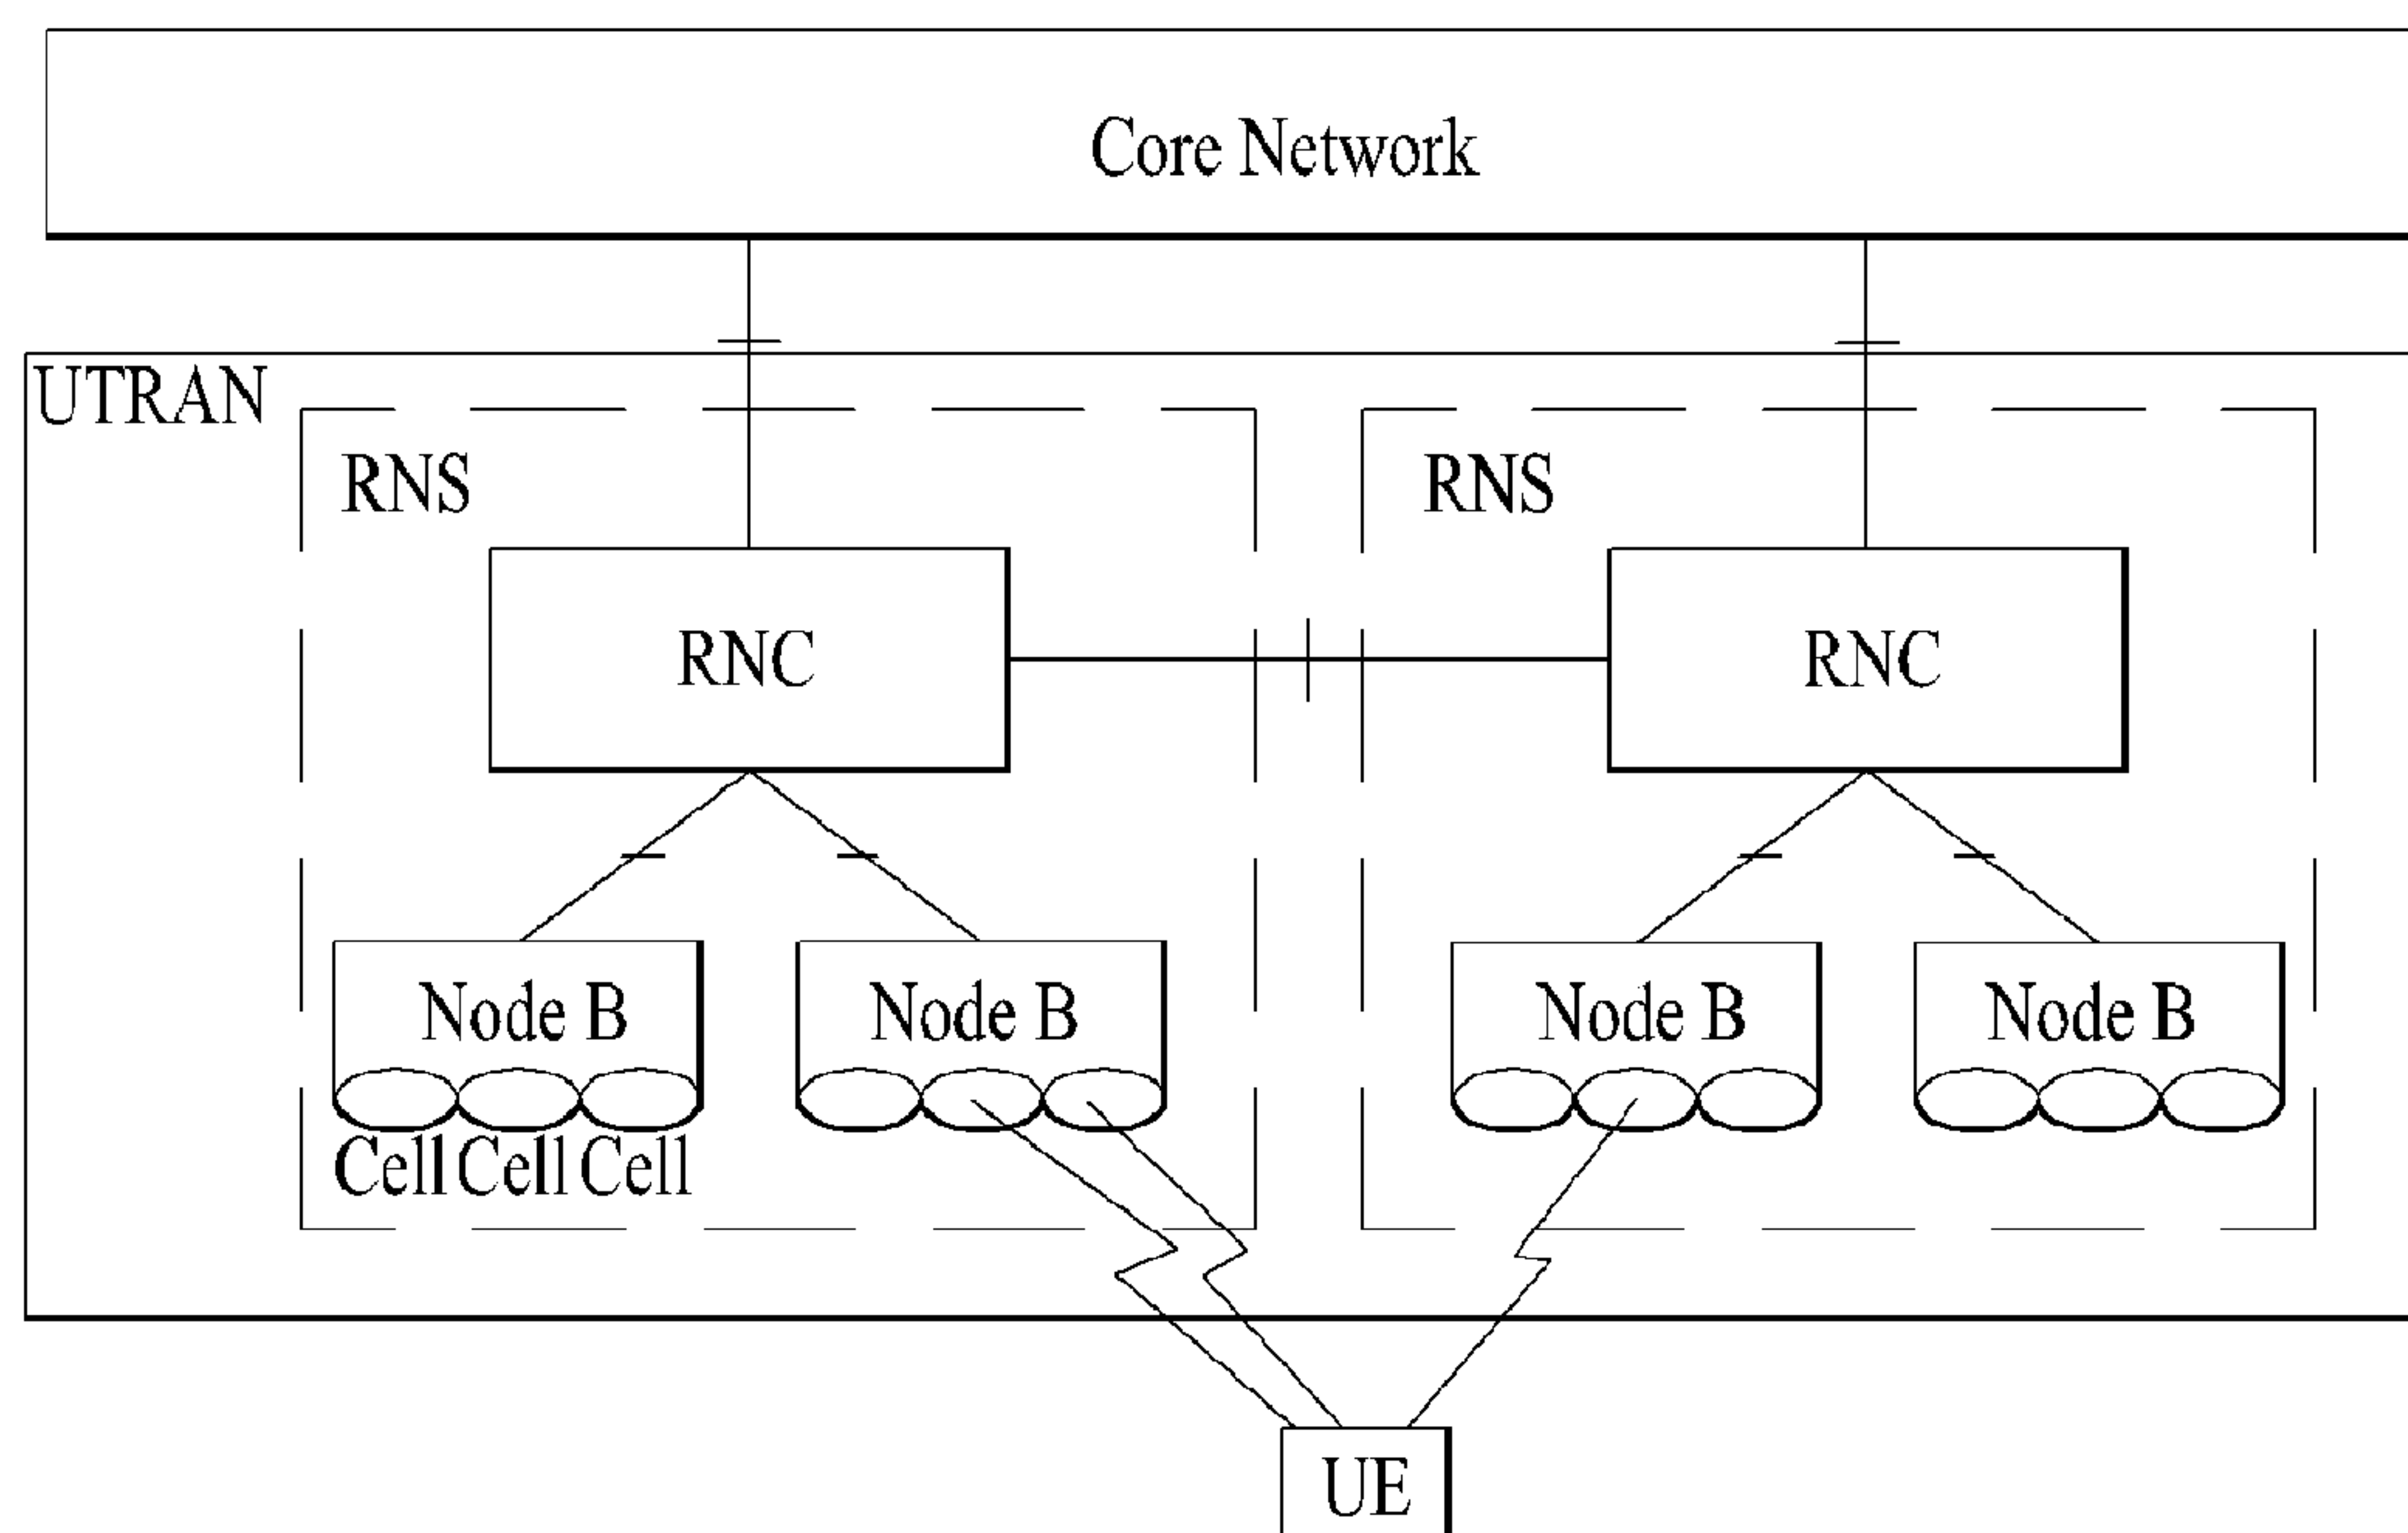 Core Network
UTRAN
RNS
RNS
RNC
RNC
Node B
Node B
Node B
Node B
Cell Cell Cell
UE